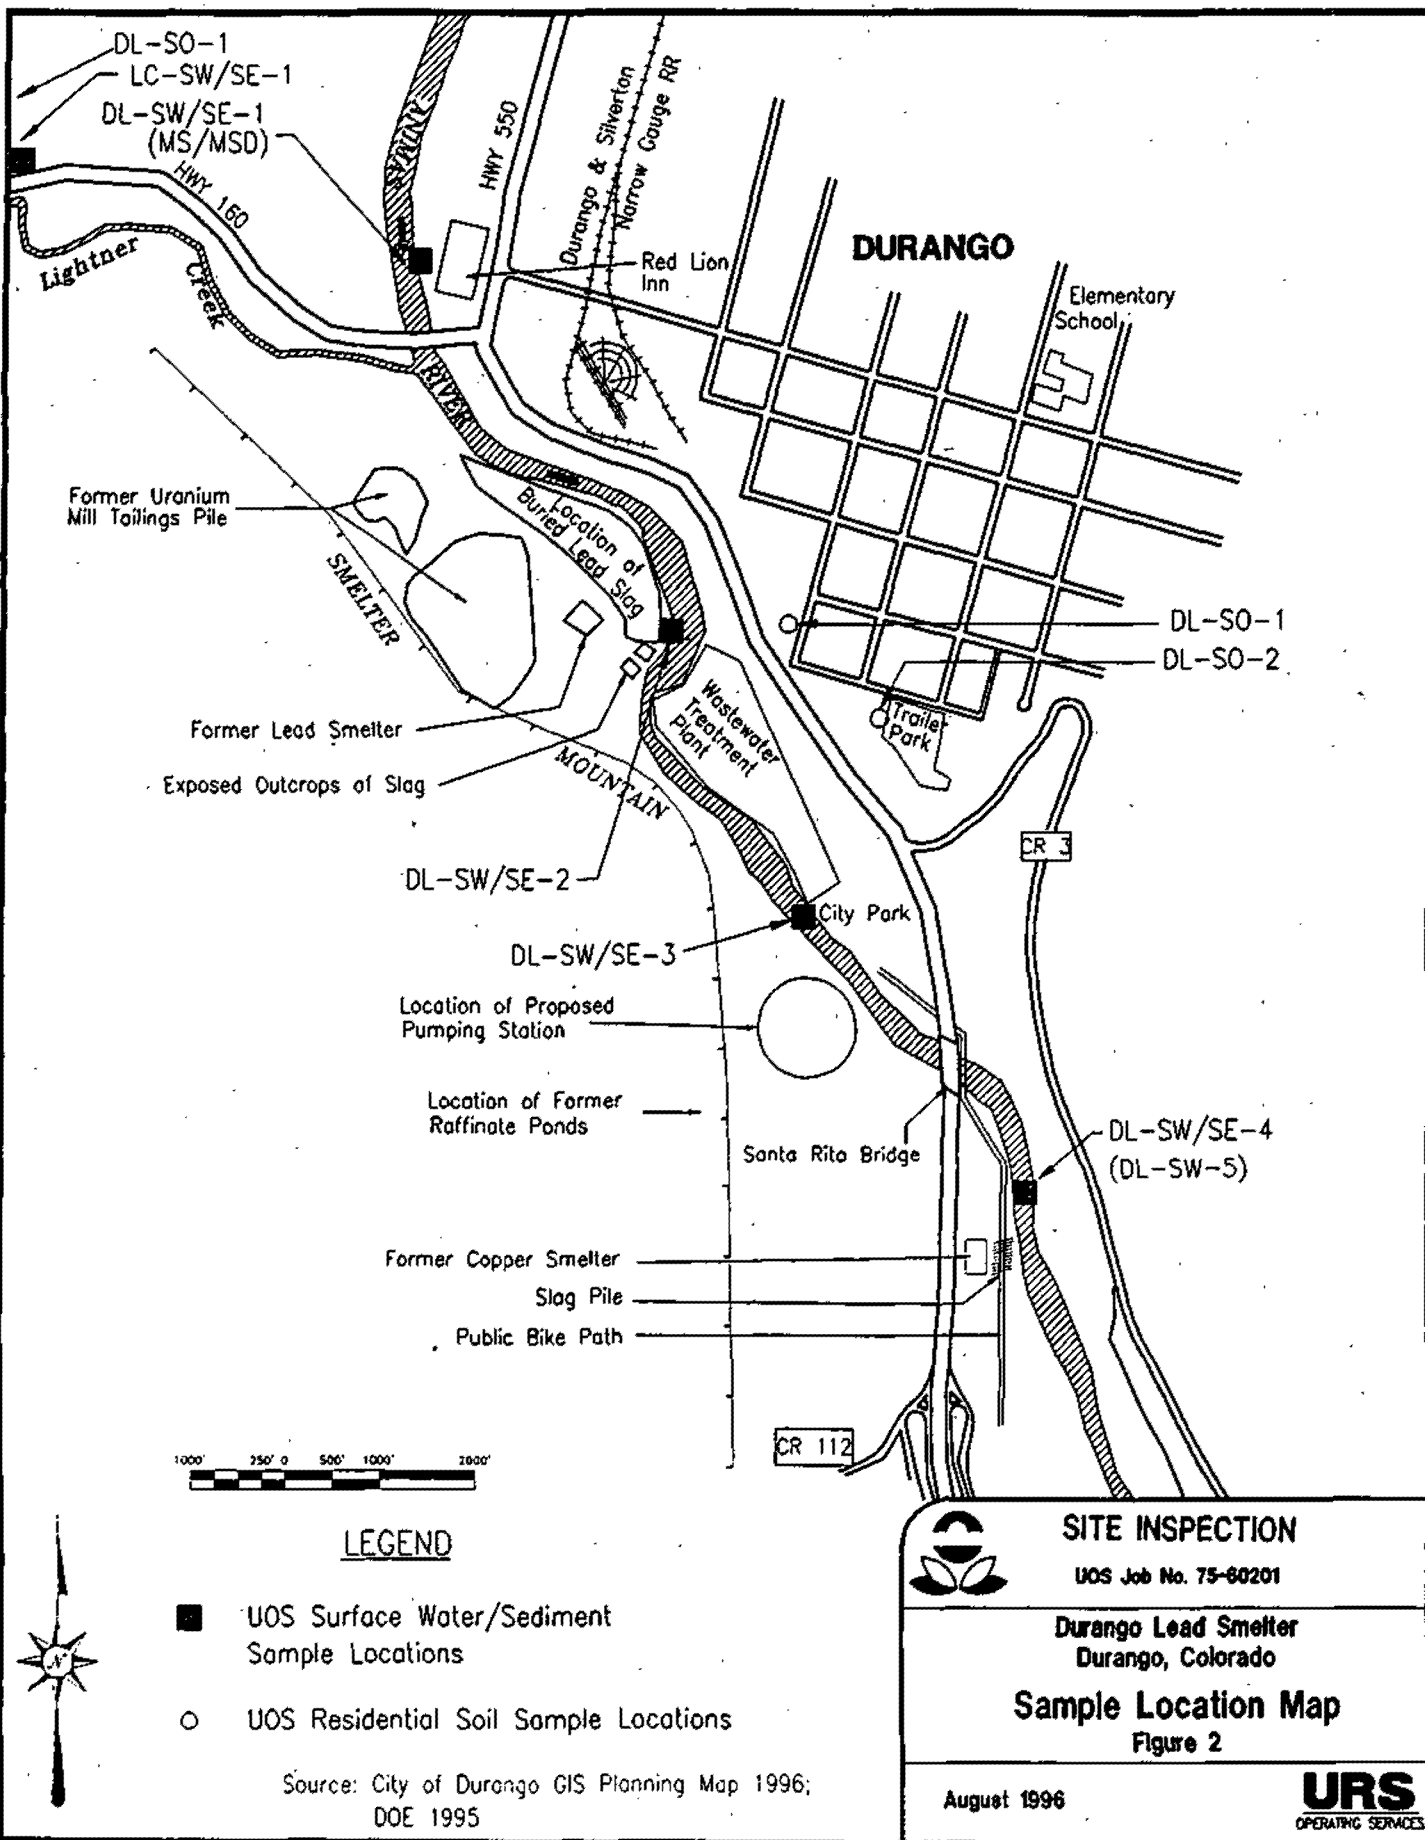 DL-SO-1
LC-SW/SE-1
DL-SW/SE-1
(MS/MSD)
HWY 160
ANIMAS
HWY 550
Durango & Silverton
Narrow Gauge RR
DURANGO
Lightner
Creek
Red Lion
Inn
Elementary
School
RIVER
Former Uranium
Mill Tailings Pile
Location of
Buried Lead Slag
SMELTER
DL-SO-1
DL-SO-2
Wastewater
Treatment
Plant
Trailer
Park
Former Lead Smelter
Exposed Outcrops of Slag
MOUNTAIN
CR 3
DL-SW/SE-2
City Park
DL-SW/SE-3
Location of Proposed
Pumping Station
Location of Former
Raffinate Ponds
Santa Rita Bridge
DL-SW/SE-4
(DL-SW-5)
Former Copper Smelter
Slag Pile
Public Bike Path
CR 112
1000' 250' 0 500' 1000' 2000'
LEGEND
N
UOS Surface Water/Sediment
Sample Locations
UOS Residential Soil Sample Locations
Source: City of Durango GIS Planning Map 1996;
DOE 1995
SITE INSPECTION
UOS Job No. 75-60201
Durango Lead Smelter
Durango, Colorado
Sample Location Map
Figure 2
August 1996
URS
OPERATING SERVICES